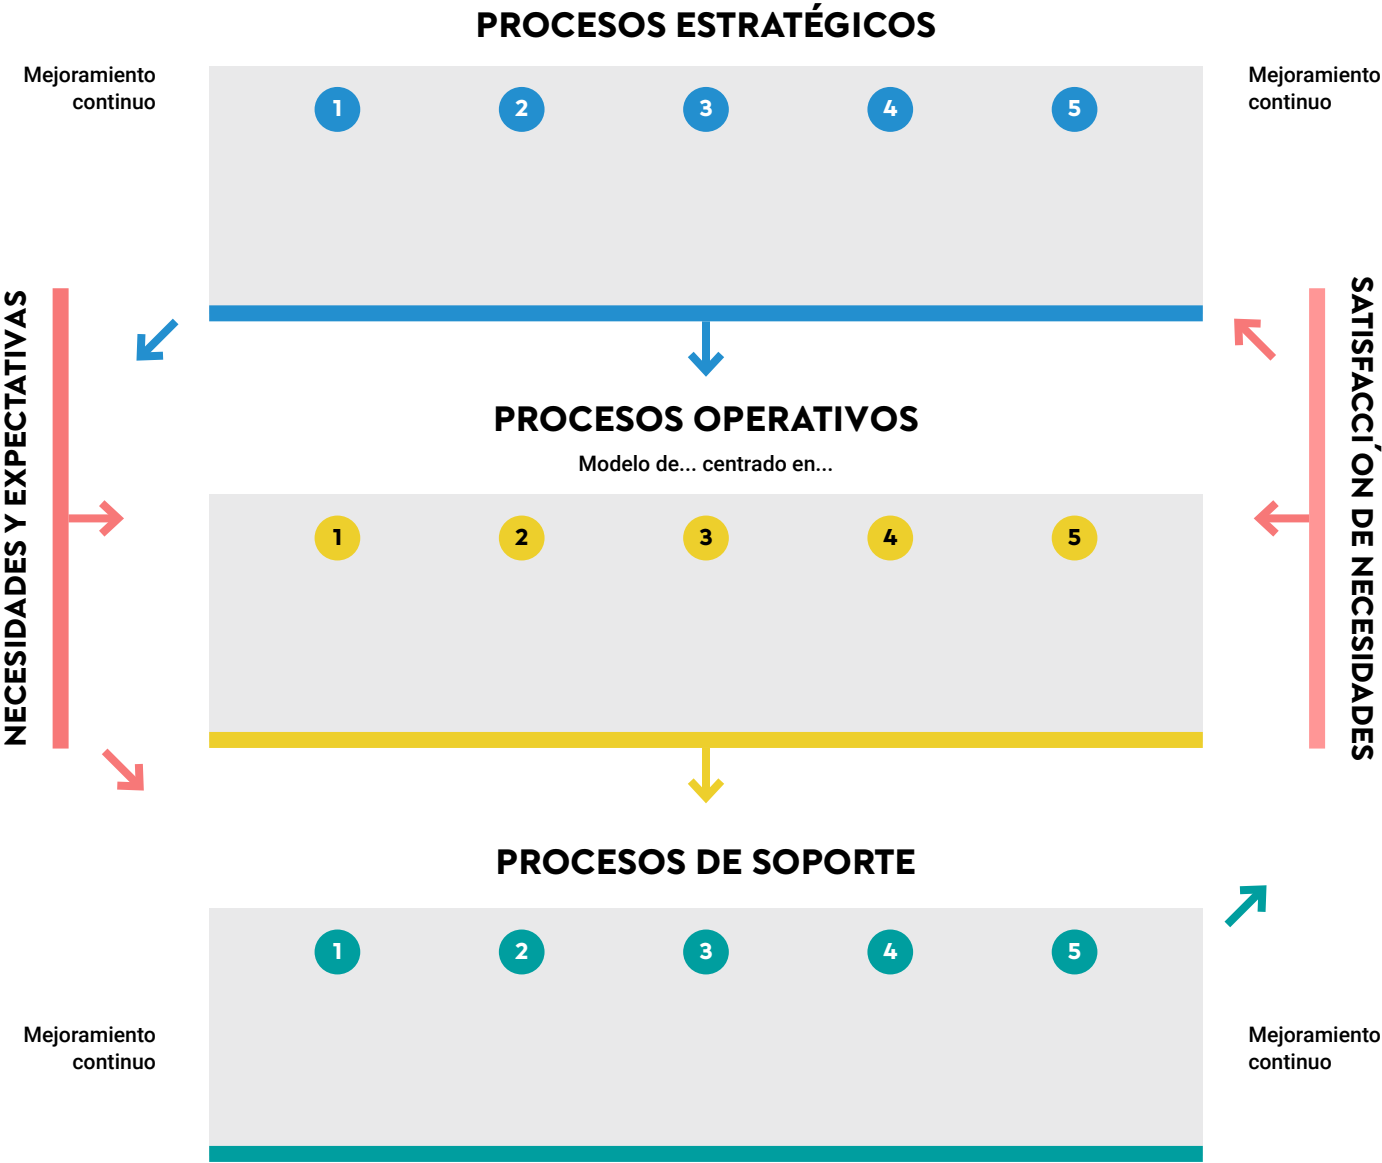 PROCESOS ESTRATÉGICOS
Mejoramiento
continuo
1
2
3
4
5
Mejoramiento
continuo
NECESIDADES Y EXPECTATIVAS
PROCESOS OPERATIVOS
Modelo de... centrado en...
1
2
3
4
5
SATISFACCIÓN DE NECESIDADES
PROCESOS DE SOPORTE
1
2
3
4
5
Mejoramiento
continuo
Mejoramiento
continuo